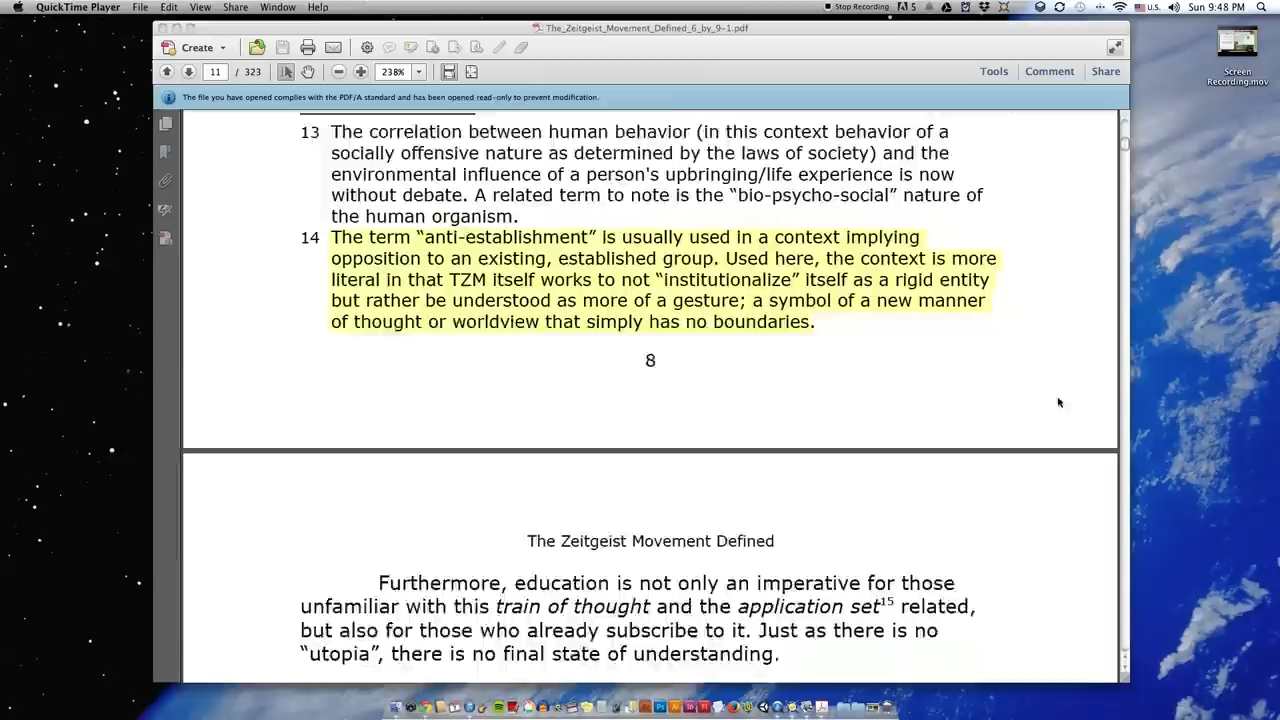 QuickTime Player File Edit View Share Window Help
Stop Recording 5 U.S. Sun 9:48 PM
The_Zeitgeist_Movement_Defined_6_by_9-1.pdf
Create
11 / 323 238% Tools Comment Share
The file you have opened complies with the PDF/A standard and has been opened read-only to prevent modification.
Screen
Recording.mov
13 The correlation between human behavior (in this context behavior of a
socially offensive nature as determined by the laws of society) and the
environmental influence of a person's upbringing/life experience is now
without debate. A related term to note is the “bio-psycho-social” nature of
the human organism.
14 The term “anti-establishment” is usually used in a context implying
opposition to an existing, established group. Used here, the context is more
literal in that TZM itself works to not “institutionalize” itself as a rigid entity
but rather be understood as more of a gesture; a symbol of a new manner
of thought or worldview that simply has no boundaries.
8
The Zeitgeist Movement Defined
Furthermore, education is not only an imperative for those
unfamiliar with this train of thought and the application set15 related,
but also for those who already subscribe to it. Just as there is no
“utopia”, there is no final state of understanding.